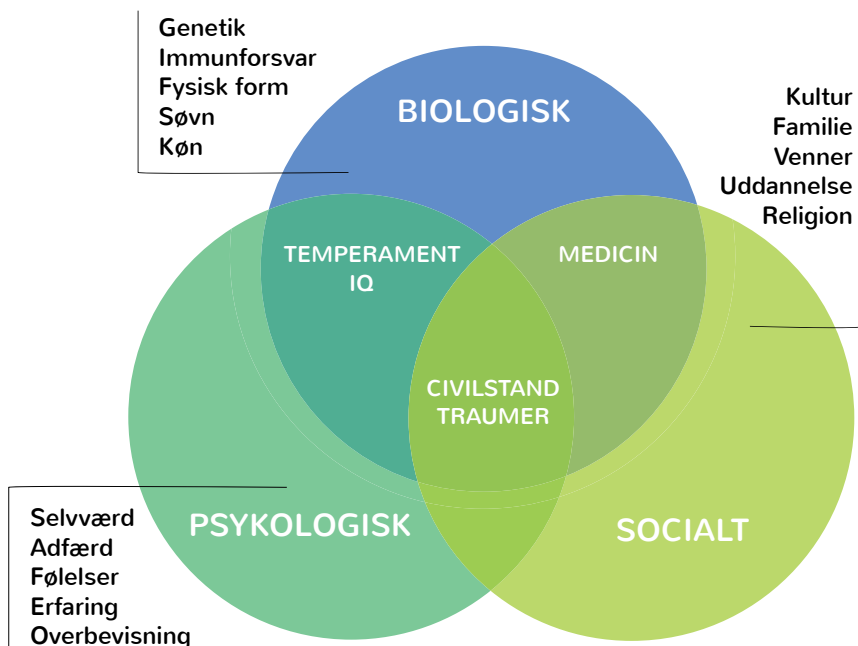 Genetik
Immunforsvar
Fysisk form
Søvn
Køn
BIOLOGISK
Kultur
Familie
Venner
Uddannelse
Religion
TEMPERAMENT
IQ
MEDICIN
CIVILSTAND
TRAUMER
PSYKOLOGISK
SOCIALT
Selvværd
Adfærd
Følelser
Erfaring
Overbevisning